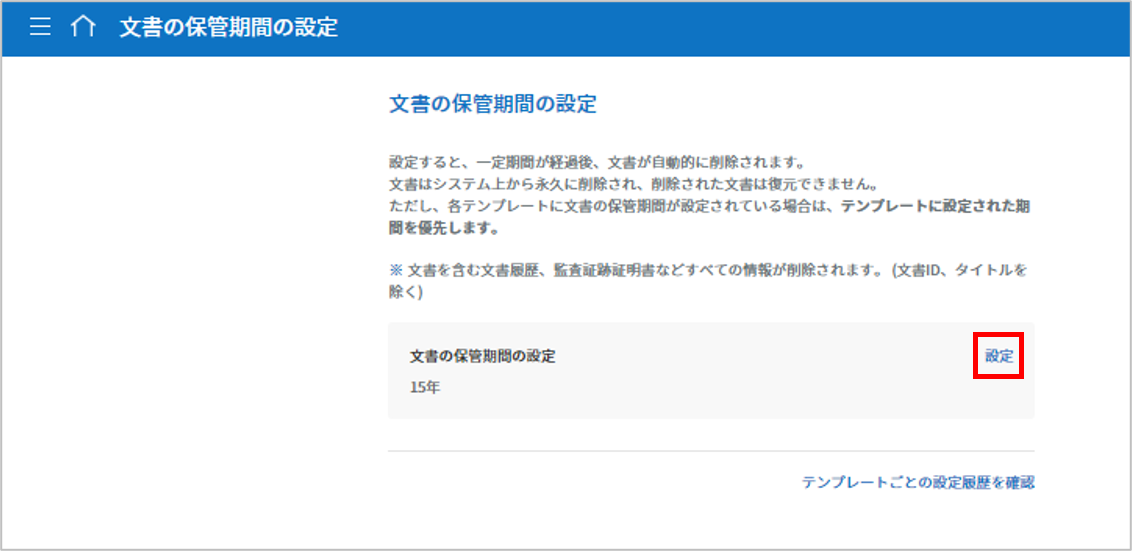 文書の保管期間の設定
文書の保管期間の設定
設定すると、一定期間が経過後、文書が自動的に削除されます。
文書はシステム上から永久に削除され、削除された文書は復元できません。
ただし、各テンプレートに文書の保管期間が設定されている場合は、テンプレートに設定された期
間を優先します。
※ 文書を含む文書履歴、監査証跡証明書などすべての情報が削除されます。 (文書ID、タイトルを
除く)
文書の保管期間の設定
設定
15年
テンプレートごとの設定履歴を確認